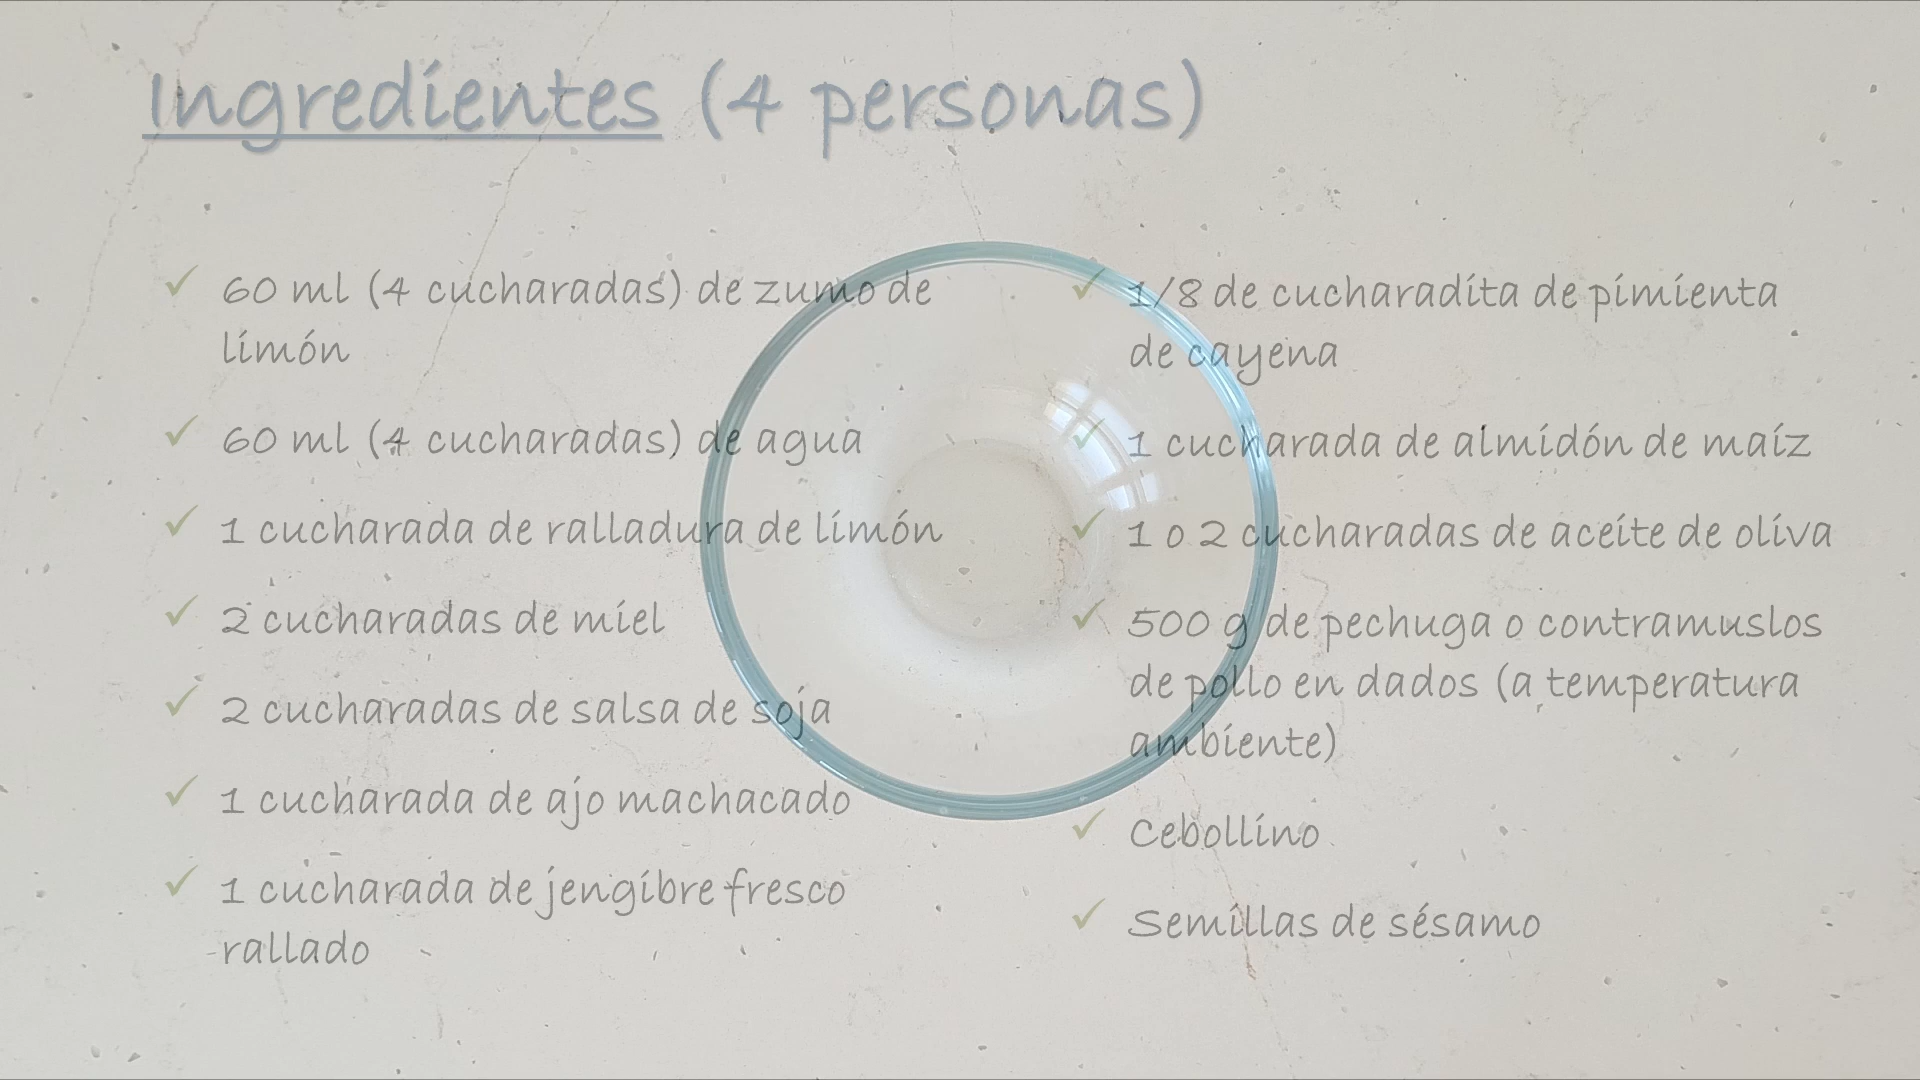 Ingredientes (4 personas)
60 ml (4 cucharadas) de zumo de
limón
60 ml (4 cucharadas) de agua
1 cucharada de ralladura de limón
2 cucharadas de miel
2 cucharadas de salsa de soja
1 cucharada de ajo machacado
1 cucharada de jengibre fresco
rallado
1/8 de cucharadita de pimienta
de cayena
1 cucharada de almidón de maíz
1 o 2 cucharadas de aceite de oliva
500 g de pechuga o contramuslos
de pollo en dados (a temperatura
ambiente)
Cebollino
Semillas de sésamo